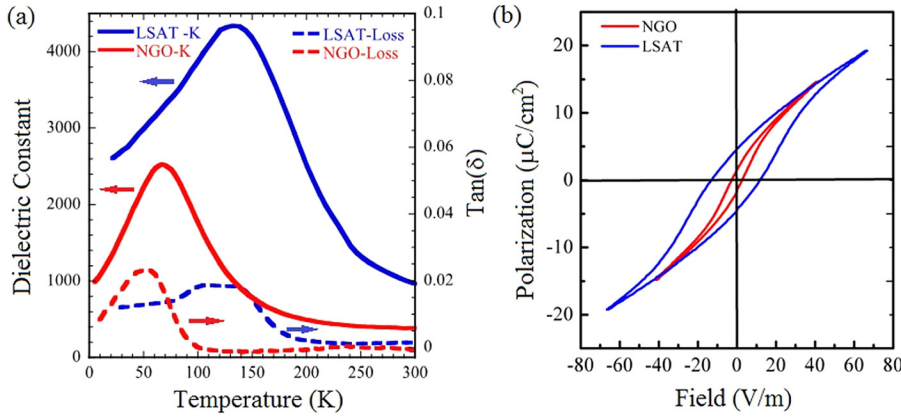 (a)
LSAT -K
NGO-K
LSAT-Loss
NGO-Loss
4000
3000
2000
1000
0
Dielectric Constant
0.1
0.08
0.06
0.04
0.02
0
Tan(δ)
0 50 100 150 200 250 300
Temperature (K)
(b)
NGO
LSAT
20
10
0
-10
-20
Polarization (μC/cm²)
-80 -60 -40 -20 0 20 40 60 80
Field (V/m)